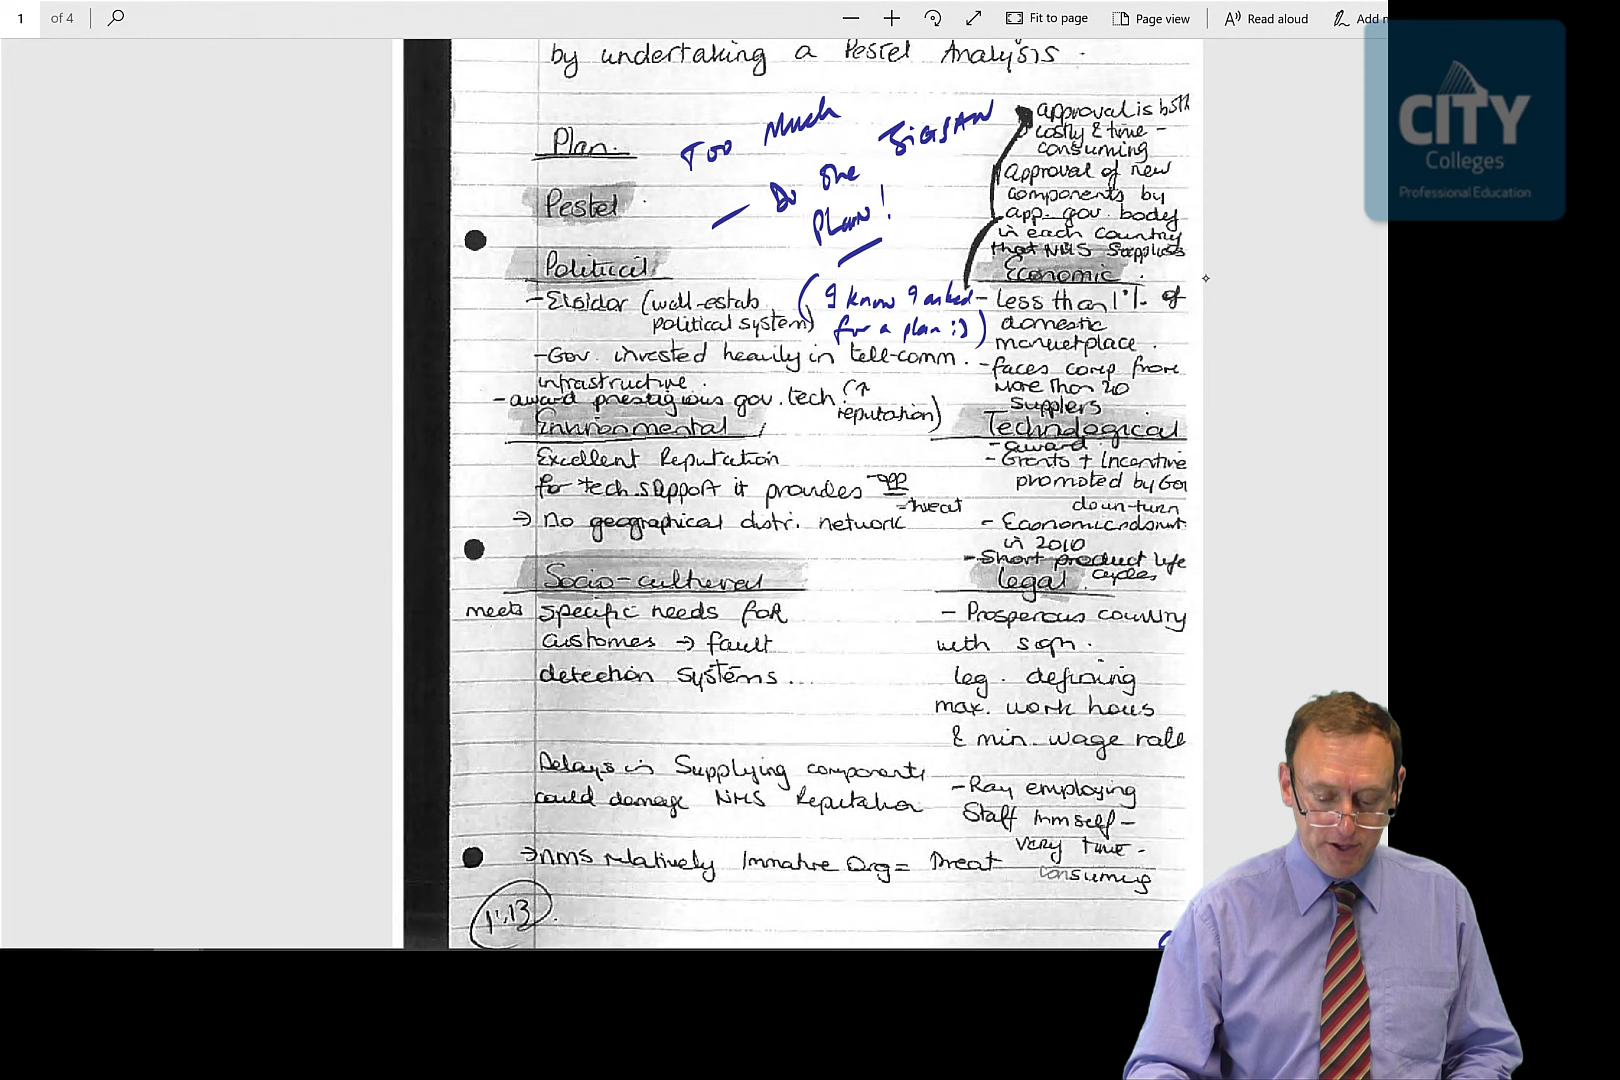 1 of 4
Fit to page
Page view
Read aloud
Add n
CITY
Colleges
Professional Education
by undertaking a Pestel Analysis.
Plan.
Too Much
— Do the JIGSAW
Plan!
(I know I asked
for a plan :))
Pestel
Political
- (well-estab
political system)
- Gov. invested heavily in tele-comm.
infrastructure.
- award prestigious gov. tech. (↑
reputation)
Environmental
Excellent Reputation
for tech. support it provides - opp
- threat
→ No geographical distri. network
Socio-cultural
meets specific needs for
customes → fault
detection systems...
Delays in Supplying components
could damage NMS Reputation
→ NMS relatively Immature Org = Threat
11:13
approval is both
costly & time -
consuming
Approval of new
components by
app. gov. body
in each country
that NMS Supplies
Economic
- less than 1% of
domestic
marketplace.
- faces comp from
more than 20
Suppliers
Technological
- award.
- Grants + Incentive
promoted by Gov
down-turn
- Economic
in 2010
- Short product life
cycles
Legal
- Prosperous country
with sign.
leg. defining
max. work hours
& min. wage rate
- Ray employing
Staff himself -
very time -
consuming